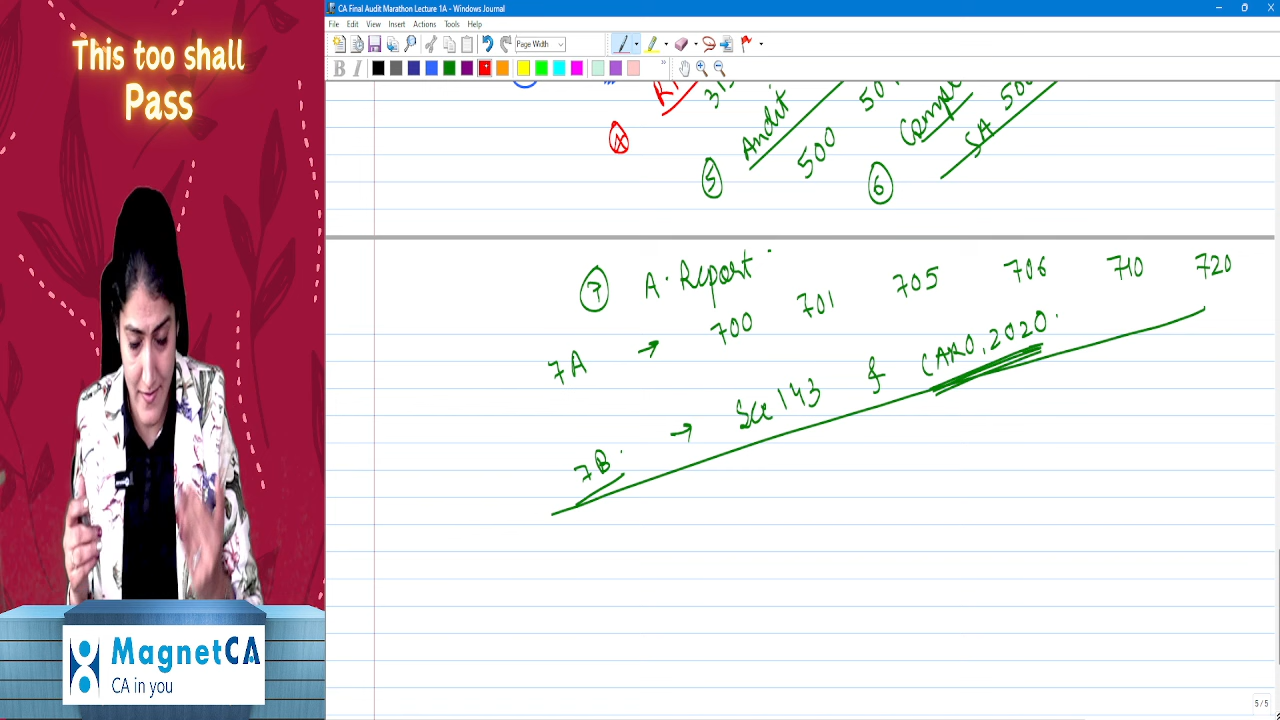 This too shall
Pass
CA Final Audit Marathon Lecture 1A - Windows Journal
File Edit View Insert Actions Tools Help
Page Width
B I
Audit
500
5
6
SA 500
7 A. Report
7A → 700 701 705 706 710 720
7B. → Sec 143 & CARO, 2020.
MagnetCA
CA in you
5 / 5